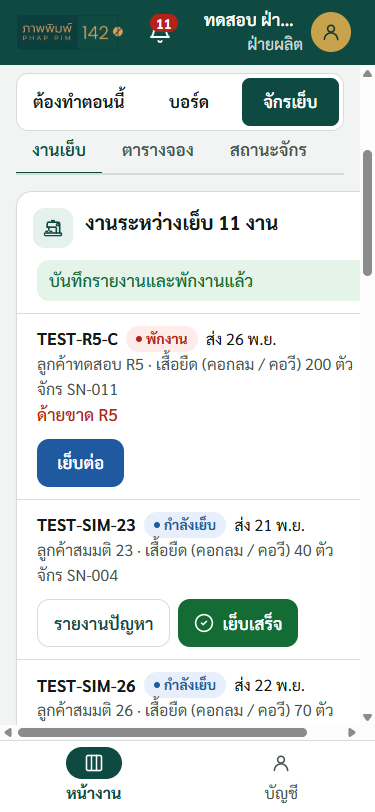 ภาพพิมพ์ 142
PHAP PIM
11
ทดสอบ ฝ่า...
ฝ่ายผลิต
ต้องทำตอนนี้ บอร์ด จักรเย็บ
งานเย็บ ตารางจอง สถานะจักร
งานระหว่างเย็บ 11 งาน
บันทึกรายงานและพักงานแล้ว
TEST-R5-C พักงาน ส่ง 26 พ.ย.
ลูกค้าทดสอบ R5 · เสื้อยืด (คอกลม / คอวี) 200 ตัว
จักร SN-011
ด้ายขาด R5
เย็บต่อ
TEST-SIM-23 กำลังเย็บ ส่ง 21 พ.ย.
ลูกค้าสมมติ 23 · เสื้อยืด (คอกลม / คอวี) 40 ตัว
จักร SN-004
รายงานปัญหา เย็บเสร็จ
TEST-SIM-26 กำลังเย็บ ส่ง 22 พ.ย.
ลูกค้าสมมติ 26 · เสื้อยืด (คอกลม / คอวี) 70 ตัว
หน้างาน บัญชี